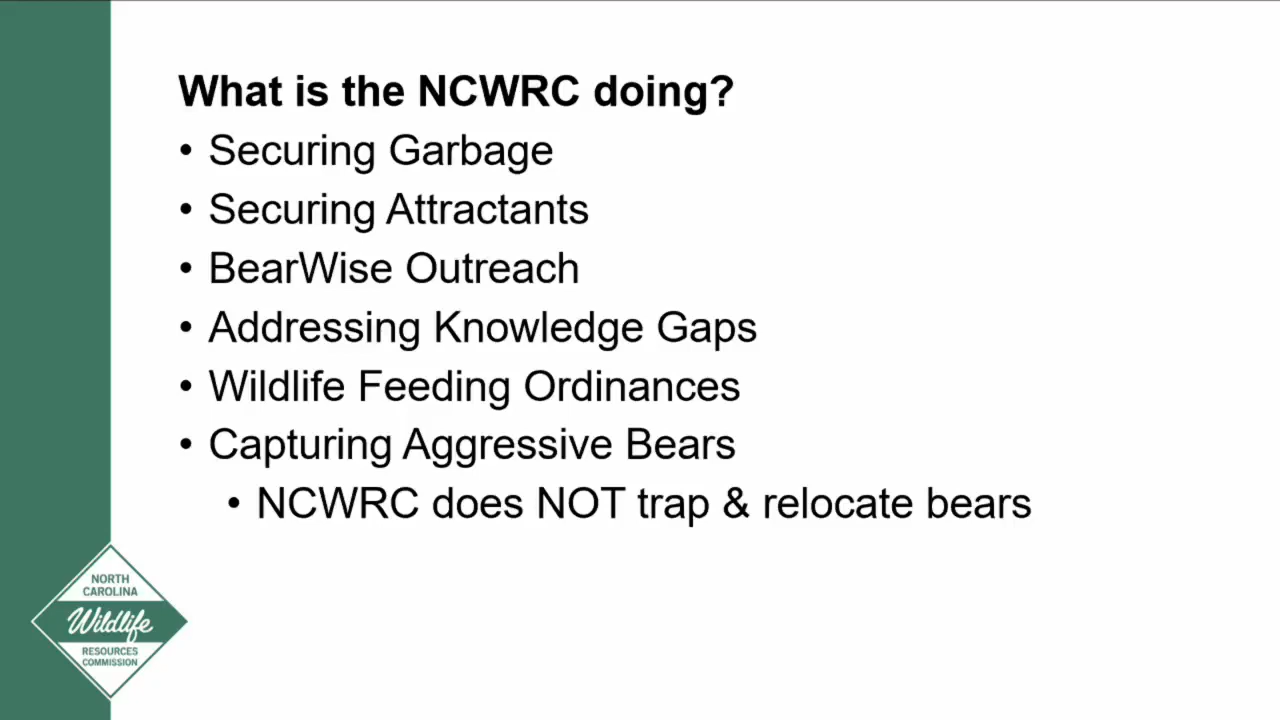 What is the NCWRC doing?
• Securing Garbage
• Securing Attractants
• BearWise Outreach
• Addressing Knowledge Gaps
• Wildlife Feeding Ordinances
• Capturing Aggressive Bears
• NCWRC does NOT trap & relocate bears
NORTH
CAROLINA
Wildlife
RESOURCES
COMMISSION